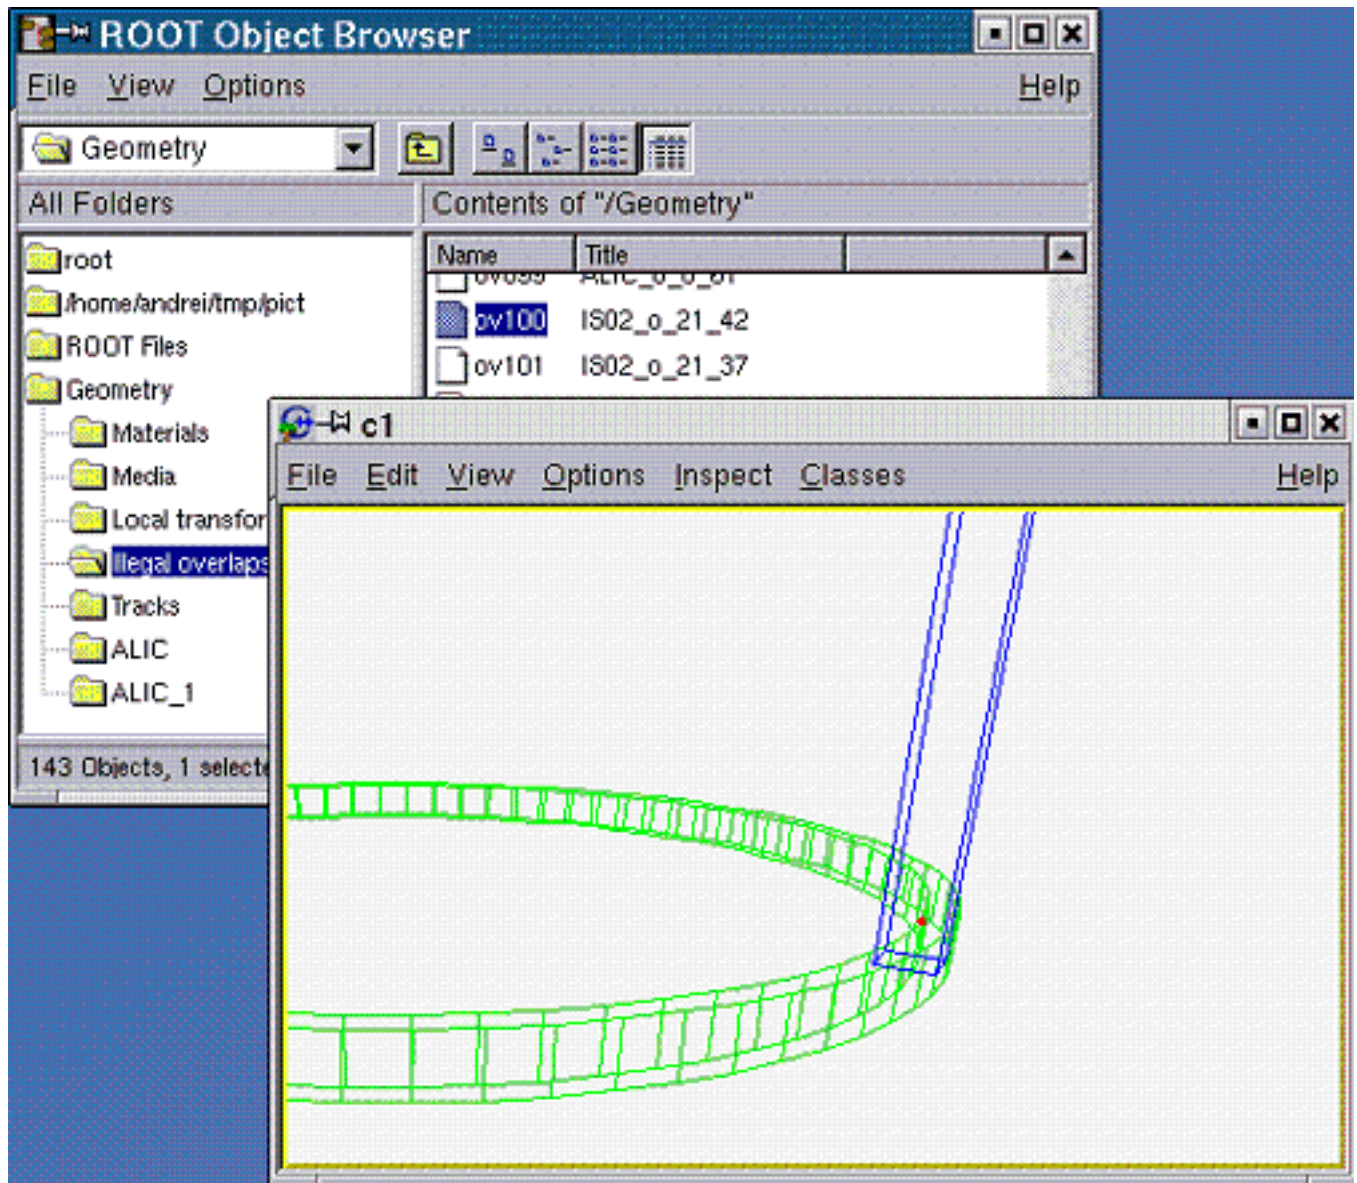 ROOT Object Browser
File View Options Help
Geometry
All Folders
Contents of "/Geometry"
Name Title
root
/home/andrei/tmp/pict
ov100 IS02_o_21_42
ROOT Files
ov101 IS02_o_21_37
Geometry
Materials
Media
Local transfor
Illegal overlaps
Tracks
ALIC
ALIC_1
143 Objects, 1 selecte
c1
File Edit View Options Inspect Classes Help